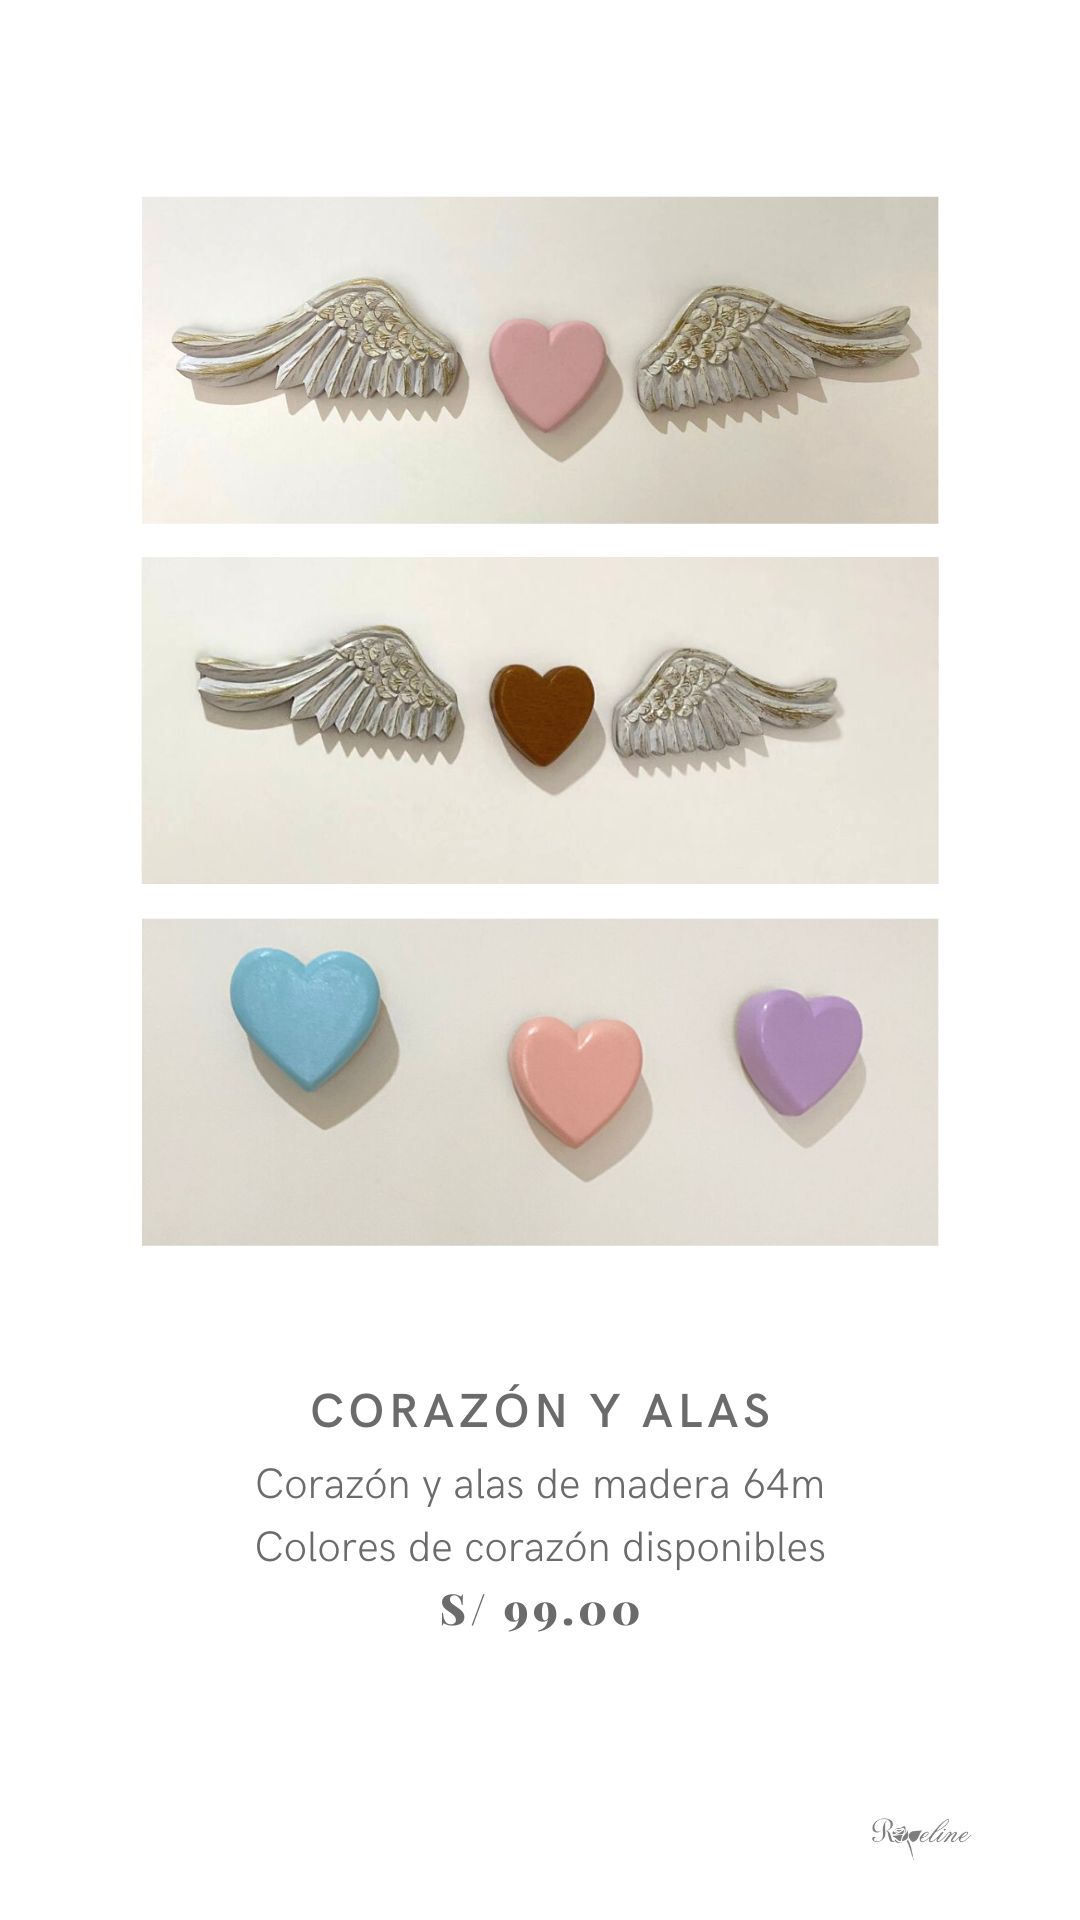 CORAZÓN Y ALAS
Corazón y alas de madera 64m
Colores de corazón disponibles
S/ 99.00
Roseline